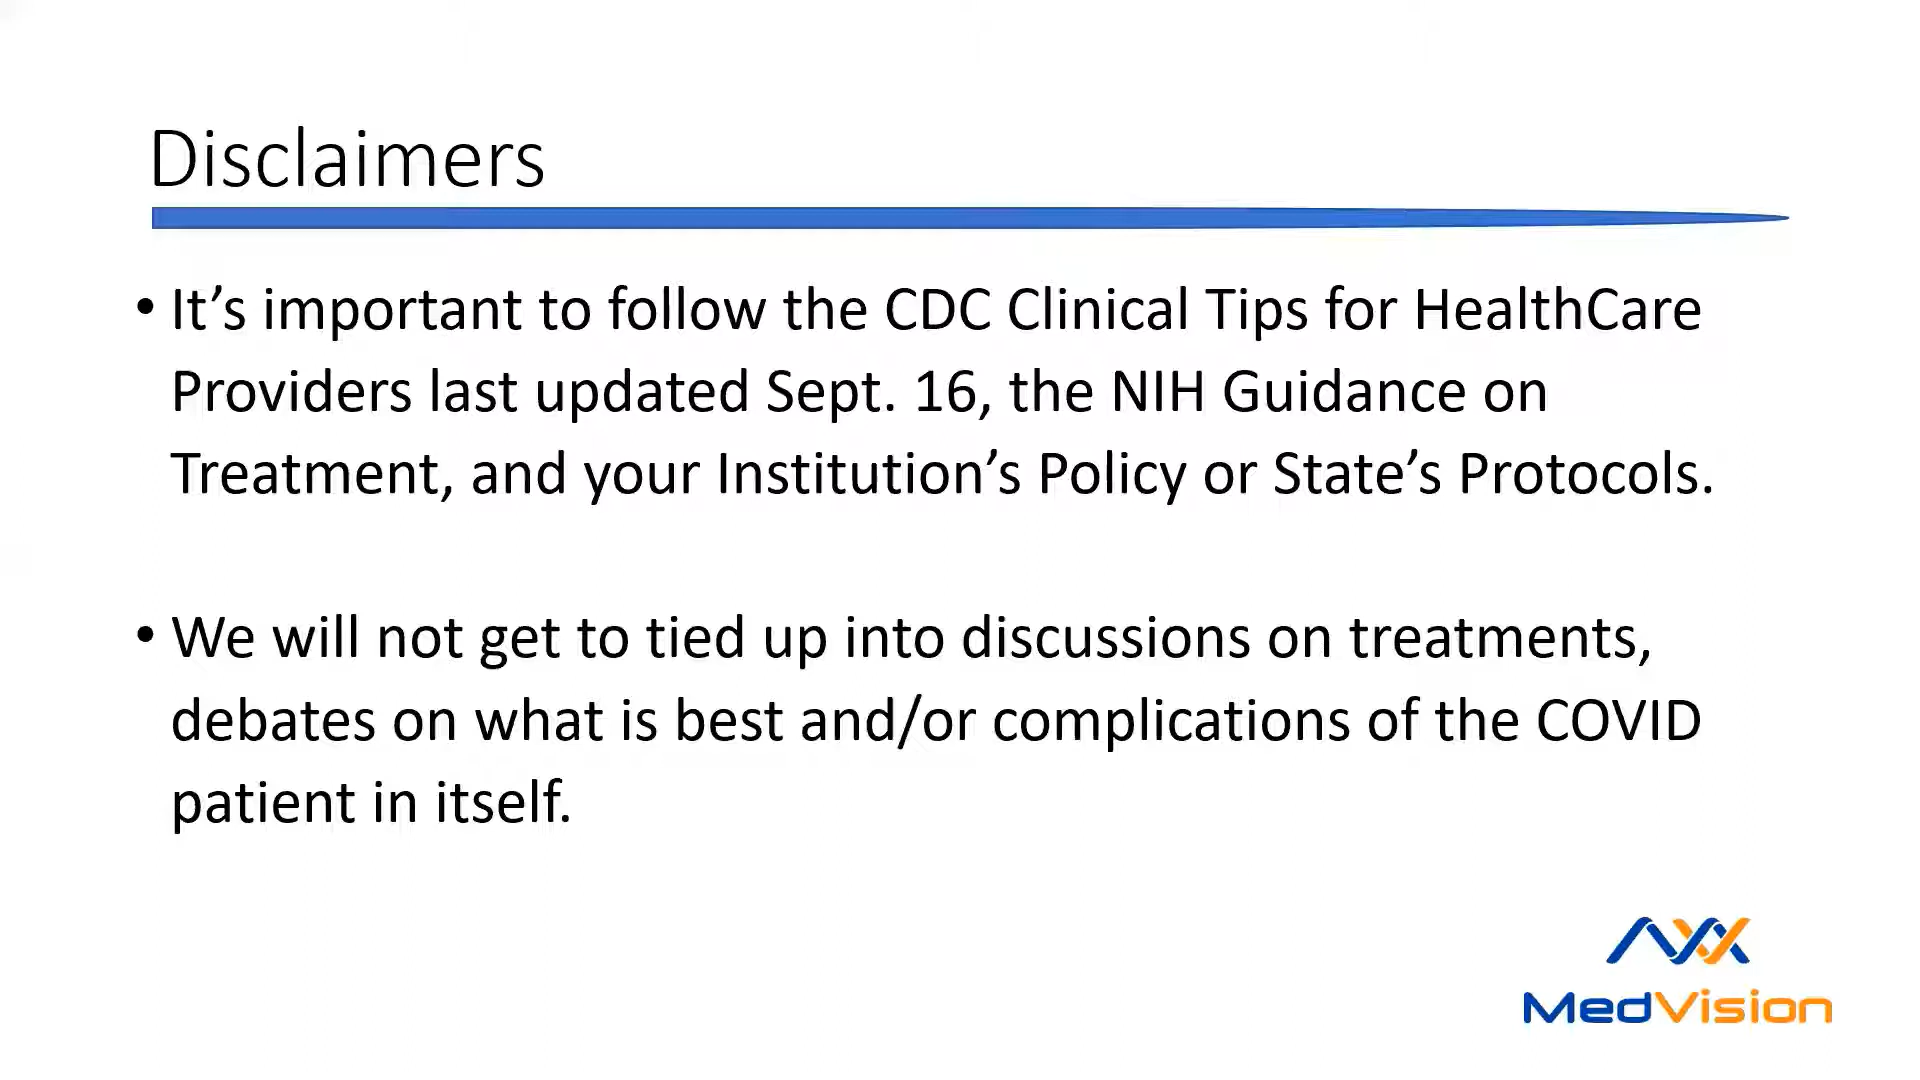 Disclaimers
• It’s important to follow the CDC Clinical Tips for HealthCare
Providers last updated Sept. 16, the NIH Guidance on
Treatment, and your Institution’s Policy or State’s Protocols.
• We will not get to tied up into discussions on treatments,
debates on what is best and/or complications of the COVID
patient in itself.
MedVision